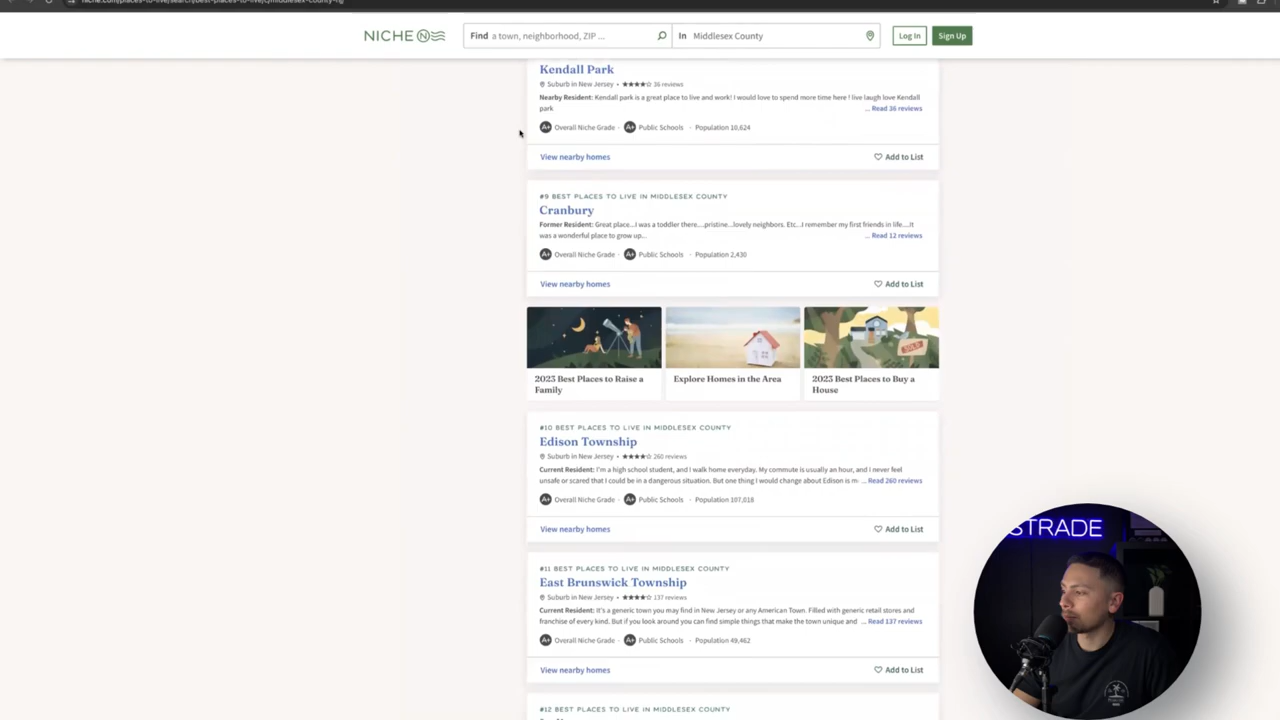 niche.com/places-to-live/search/best-places-to-live/c/middlesex-county-nj
NICHE
Find a town, neighborhood, ZIP ...
In Middlesex County
Log In
Sign Up
Kendall Park
Suburb in New Jersey • 36 reviews
Nearby Resident: Kendall park is a great place to live and work! I would love to spend more time here ! live laugh love Kendall
park ... Read 36 reviews
A+ Overall Niche Grade · A+ Public Schools · Population 10,624
View nearby homes
Add to List
#9 BEST PLACES TO LIVE IN MIDDLESEX COUNTY
Cranbury
Former Resident: Great place...I was a toddler there....pristine...lovely neighbors. Etc...I remember my first friends in life....It
was a wonderful place to grow up... ... Read 12 reviews
A+ Overall Niche Grade · A+ Public Schools · Population 2,430
View nearby homes
Add to List
SOLD
2023 Best Places to Raise a
Family
Explore Homes in the Area
2023 Best Places to Buy a
House
#10 BEST PLACES TO LIVE IN MIDDLESEX COUNTY
Edison Township
Suburb in New Jersey • 260 reviews
Current Resident: I'm a high school student, and I walk home everyday. My commute is usually an hour, and I never feel
unsafe or scared that I could be in a dangerous situation. But one thing I would change about Edison is m ... Read 260 reviews
A+ Overall Niche Grade · A+ Public Schools · Population 107,018
View nearby homes
Add to List
#11 BEST PLACES TO LIVE IN MIDDLESEX COUNTY
East Brunswick Township
Suburb in New Jersey • 137 reviews
Current Resident: It's a generic town you may find in New Jersey or any American Town. Filled with generic retail stores and
franchise of every kind. But if you look around you can find simple things that make the town unique and ... Read 137 reviews
A+ Overall Niche Grade · A+ Public Schools · Population 49,462
View nearby homes
Add to List
#12 BEST PLACES TO LIVE IN MIDDLESEX COUNTY
STRADE